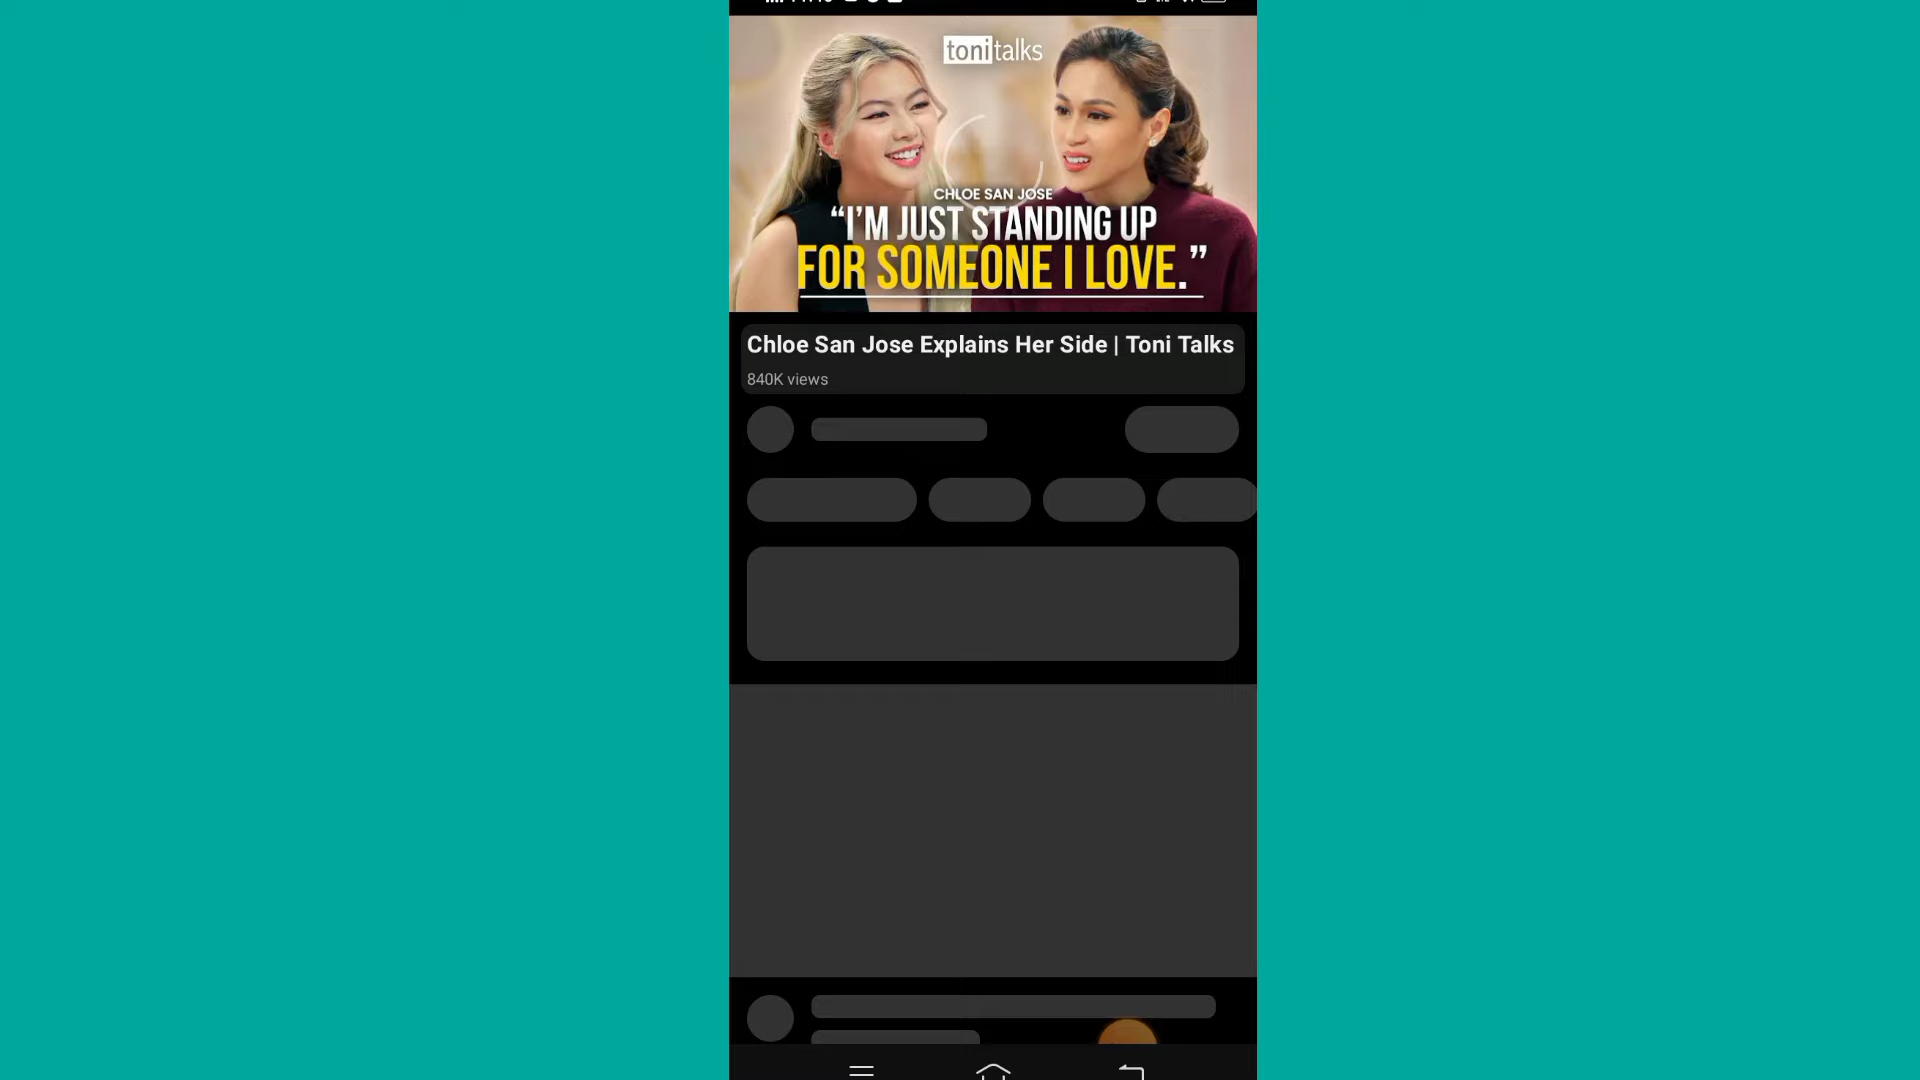 tonitalks
CHLOE SAN JOSE
“I’M JUST STANDING UP
FOR SOMEONE I LOVE.”
Chloe San Jose Explains Her Side | Toni Talks
840K views